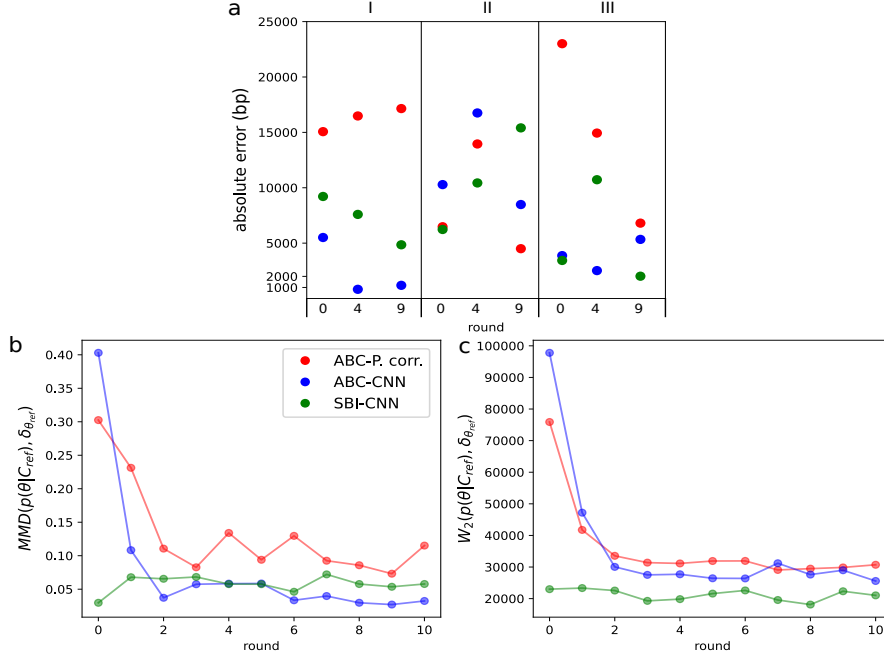 a
I II III
25000
20000
15000
10000
5000
2000
1000
absolute error (bp)
0 4 9 0 4 9 0 4 9
round
b
0.40
0.35
0.30
0.25
0.20
0.15
0.10
0.05
MMD(p(θ|C_ref), δ_θ_ref)
ABC-P. corr.
ABC-CNN
SBI-CNN
0 2 4 6 8 10
round
c
100000
90000
80000
70000
60000
50000
40000
30000
20000
W_2(p(θ|C_ref), δ_θ_ref)
0 2 4 6 8 10
round